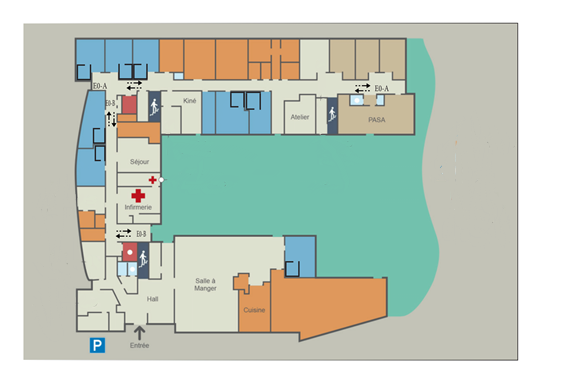 E0-A
E0-A
E0-B
Kiné
Atelier
PASA
Séjour
Infirmerie
E0-B
Salle à
Manger
Hall
Cuisine
P
Entrée